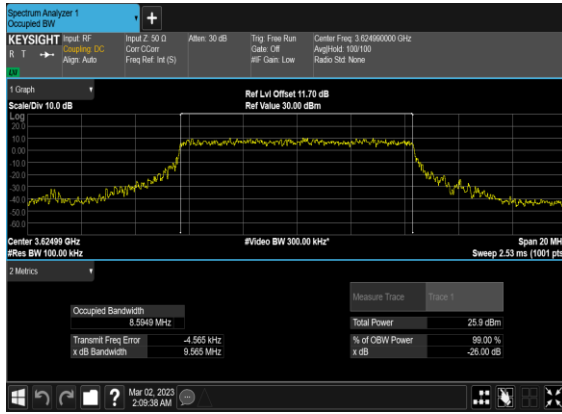 Spectrum Analyzer 1
Occupied BW
+
KEYSIGHT
Input: RF
Input Z: 50 Ω
Atten: 30 dB
Trig: Free Run
Center Freq: 3.624990000 GHz
R T
Coupling: DC
Corr CCorr
Gate: Off
Avg|Hold: 100/100
Align: Auto
Freq Ref: Int (S)
#IF Gain: Low
Radio Std: None
LXI
1 Graph
Ref Lvl Offset 11.70 dB
Scale/Div 10.0 dB
Ref Value 30.00 dBm
Log
20.0
10.0
0.00
-10.0
-20.0
-30.0
-40.0
-50.0
-60.0
Center 3.62499 GHz
#Video BW 300.00 kHz*
Span 20 MH
#Res BW 100.00 kHz
Sweep 2.53 ms (1001 pts
2 Metrics
Measure Trace
Trace 1
Occupied Bandwidth
8.5949 MHz
Total Power
25.9 dBm
Transmit Freq Error
-4.565 kHz
% of OBW Power
99.00 %
x dB Bandwidth
9.565 MHz
x dB
-26.00 dB
?
Mar 02, 2023
2:09:38 AM